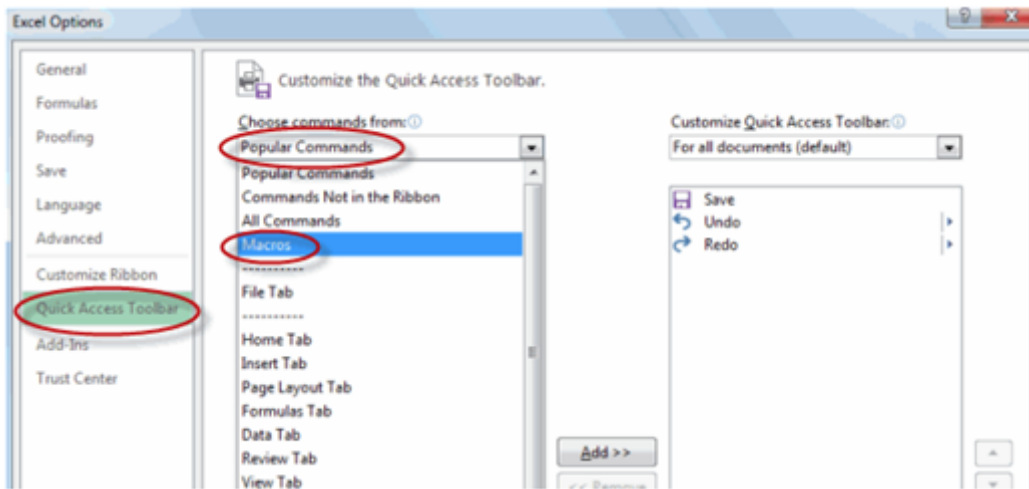 Excel Options
General
Formulas
Proofing
Save
Language
Advanced
Customize Ribbon
Quick Access Toolbar
Add-Ins
Trust Center
Customize the Quick Access Toolbar.
Choose commands from:
Popular Commands
Popular Commands
Commands Not in the Ribbon
All Commands
Macros
----------
File Tab
----------
Home Tab
Insert Tab
Page Layout Tab
Formulas Tab
Data Tab
Review Tab
View Tab
Add >>
<< Remove
Customize Quick Access Toolbar:
For all documents (default)
Save
Undo
Redo